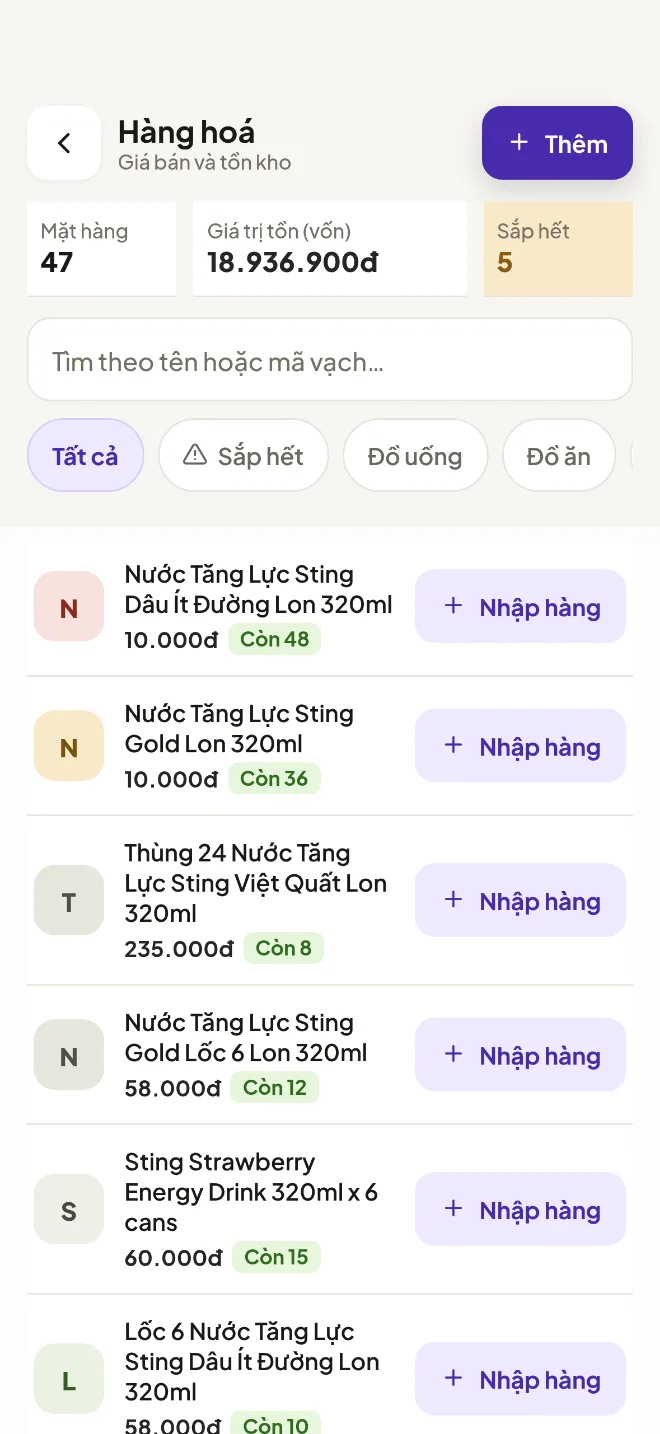 Hàng hoá
Giá bán và tồn kho
+ Thêm
Mặt hàng
47
Giá trị tồn (vốn)
18.936.900đ
Sắp hết
5
Tìm theo tên hoặc mã vạch...
Tất cả
Sắp hết
Đồ uống
Đồ ăn
N
Nước Tăng Lực Sting
Dâu Ít Đường Lon 320ml
10.000đ
Còn 48
+ Nhập hàng
N
Nước Tăng Lực Sting
Gold Lon 320ml
10.000đ
Còn 36
+ Nhập hàng
T
Thùng 24 Nước Tăng
Lực Sting Việt Quất Lon
320ml
235.000đ
Còn 8
+ Nhập hàng
N
Nước Tăng Lực Sting
Gold Lốc 6 Lon 320ml
58.000đ
Còn 12
+ Nhập hàng
S
Sting Strawberry
Energy Drink 320ml x 6
cans
60.000đ
Còn 15
+ Nhập hàng
L
Lốc 6 Nước Tăng Lực
Sting Dâu Ít Đường Lon
320ml
58.000đ
Còn 10
+ Nhập hàng